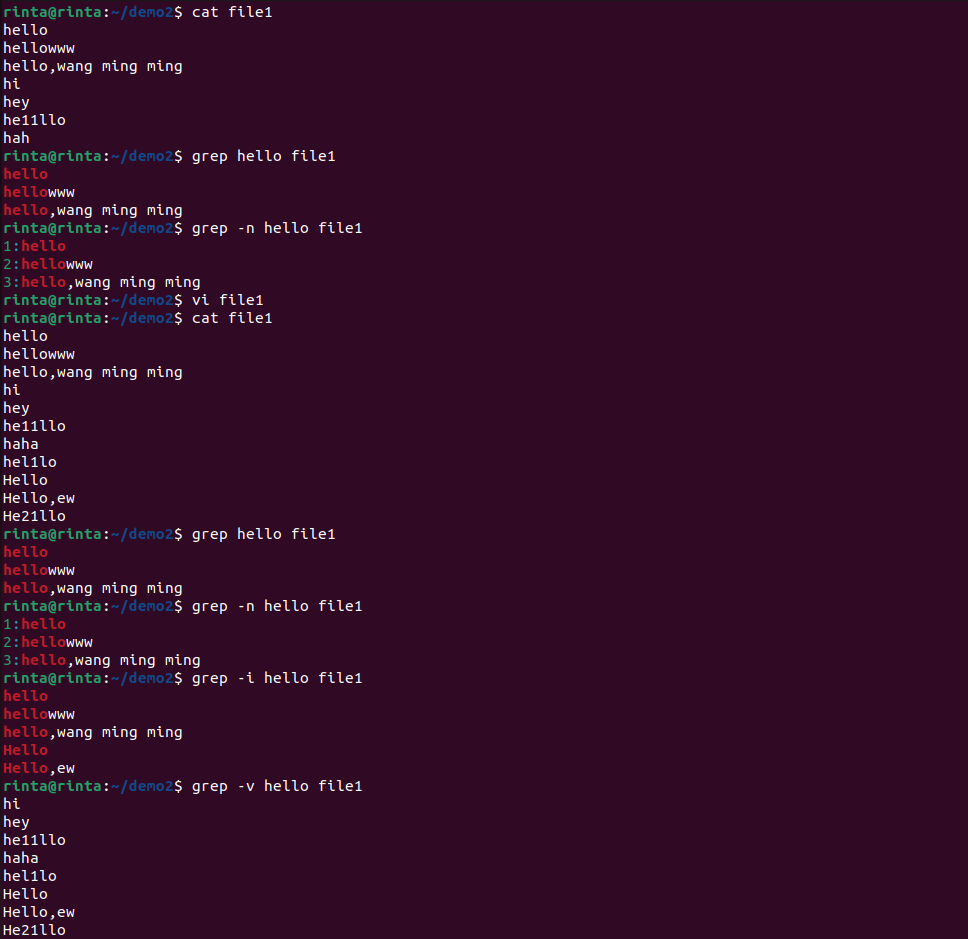 rinta@rinta:~/demo2$ cat file1
hello
hellowww
hello,wang ming ming
hi
hey
he11llo
hah
rinta@rinta:~/demo2$ grep hello file1
hello
hellowww
hello,wang ming ming
rinta@rinta:~/demo2$ grep -n hello file1
1:hello
2:hellowww
3:hello,wang ming ming
rinta@rinta:~/demo2$ vi file1
rinta@rinta:~/demo2$ cat file1
hello
hellowww
hello,wang ming ming
hi
hey
he11llo
haha
hel1lo
Hello
Hello,ew
He21llo
rinta@rinta:~/demo2$ grep hello file1
hello
hellowww
hello,wang ming ming
rinta@rinta:~/demo2$ grep -n hello file1
1:hello
2:hellowww
3:hello,wang ming ming
rinta@rinta:~/demo2$ grep -i hello file1
hello
hellowww
hello,wang ming ming
Hello
Hello,ew
rinta@rinta:~/demo2$ grep -v hello file1
hi
hey
he11llo
haha
hel1lo
Hello
Hello,ew
He21llo